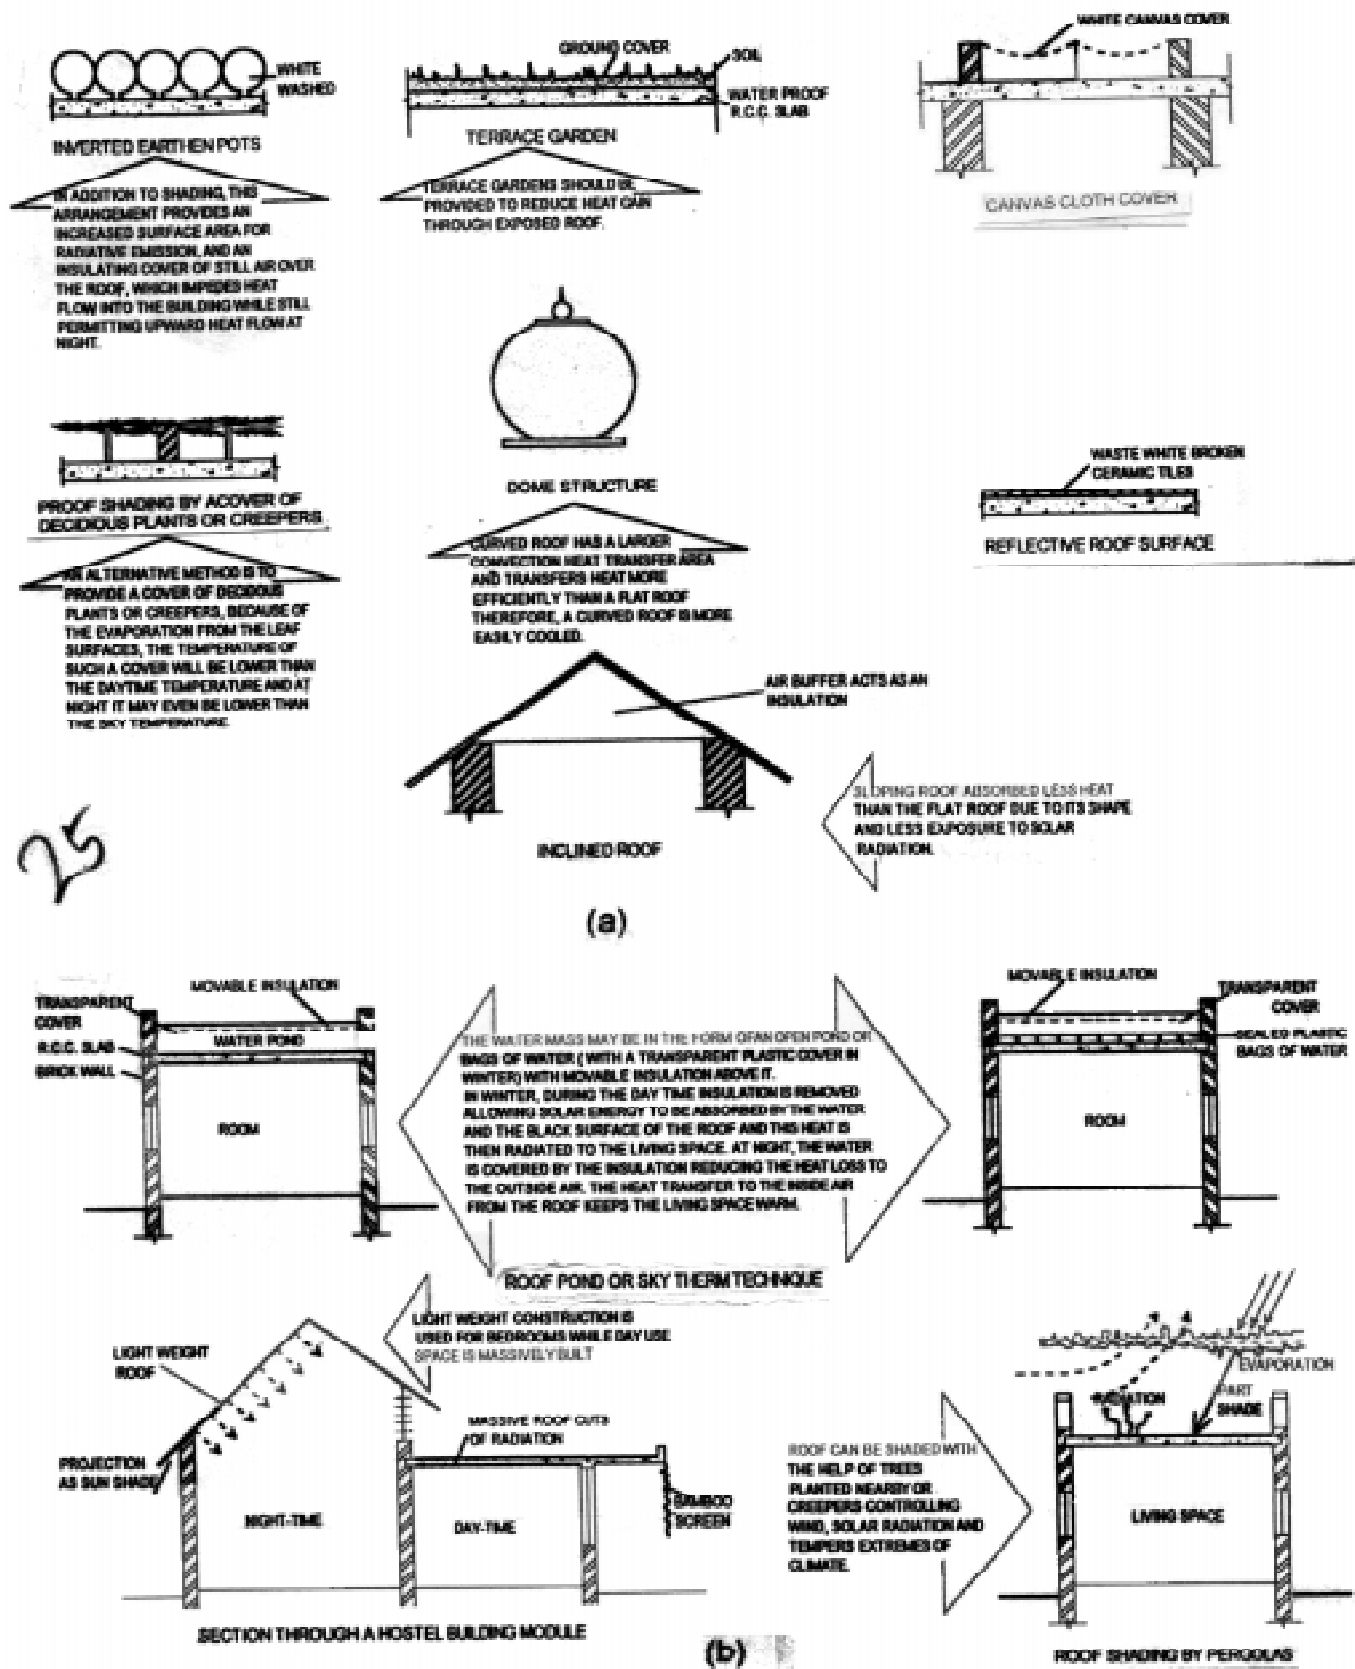 WHITE
WASHED
INVERTED EARTHEN POTS
IN ADDITION TO SHADING, THIS
ARRANGEMENT PROVIDES AN
INCREASED SURFACE AREA FOR
RADIATIVE EMISSION, AND AN
INSULATING COVER OF STILL AIR OVER
THE ROOF, WHICH IMPEDES HEAT
FLOW INTO THE BUILDING WHILE STILL
PERMITTING UPWARD HEAT FLOW AT
NIGHT.
GROUND COVER
SOIL
WATER PROOF
R.C.C. SLAB
TERRACE GARDEN
TERRACE GARDENS SHOULD BE
PROVIDED TO REDUCE HEAT GAIN
THROUGH EXPOSED ROOF.
WHITE CANVAS COVER
CANVAS CLOTH COVER
PROOF SHADING BY ACOVER OF
DECIDIOUS PLANTS OR CREEPERS
AN ALTERNATIVE METHOD IS TO
PROVIDE A COVER OF DECIDOUS
PLANTS OR CREEPERS, BECAUSE OF
THE EVAPORATION FROM THE LEAF
SURFACES, THE TEMPERATURE OF
SUCH A COVER WILL BE LOWER THAN
THE DAYTIME TEMPERATURE AND AT
NIGHT IT MAY EVEN BE LOWER THAN
THE SKY TEMPERATURE.
DOME STRUCTURE
CURVED ROOF HAS A LARGER
CONVECTION HEAT TRANSFER AREA
AND TRANSFERS HEAT MORE
EFFICIENTLY THAN A FLAT ROOF
THEREFORE, A CURVED ROOF IS MORE
EASILY COOLED.
WASTE WHITE BROKEN
CERAMIC TILES
REFLECTIVE ROOF SURFACE
AIR BUFFER ACTS AS AN
INSULATION
INCLINED ROOF
SLOPING ROOF ABSORBED LESS HEAT
THAN THE FLAT ROOF DUE TO ITS SHAPE
AND LESS EXPOSURE TO SOLAR
RADIATION.
25
(a)
MOVABLE INSULATION
TRANSPARENT
COVER
WATER POND
R.C.C. SLAB
BRICK WALL
ROOM
THE WATER MASS MAY BE IN THE FORM OFAN OPEN POND OR
BAGS OF WATER ( WITH A TRANSPARENT PLASTIC COVER IN
WINTER) WITH MOVABLE INSULATION ABOVE IT.
IN WINTER, DURING THE DAY TIME INSULATION IS REMOVED
ALLOWING SOLAR ENERGY TO BE ABSORBED BY THE WATER
AND THE BLACK SURFACE OF THE ROOF AND THIS HEAT IS
THEN RADIATED TO THE LIVING SPACE. AT NIGHT, THE WATER
IS COVERED BY THE INSULATION REDUCING THE HEAT LOSS TO
THE OUTSIDE AIR. THE HEAT TRANSFER TO THE INSIDE AIR
FROM THE ROOF KEEPS THE LIVING SPACE WARM.
ROOF POND OR SKY THERM TECHNIQUE
MOVABLE INSULATION
TRANSPARENT
COVER
SEALED PLASTIC
BAGS OF WATER
ROOM
LIGHT WEIGHT CONSTRUCTION IS
USED FOR BEDROOMS WHILE DAY USE
SPACE IS MASSIVELY BUILT
LIGHT WEIGHT
ROOF
PROJECTION
AS SUN SHADE
MASSIVE ROOF CUTS
OF RADIATION
NIGHT-TIME
DAY-TIME
BAMBOO
SCREEN
SECTION THROUGH A HOSTEL BUILDING MODULE
ROOF CAN BE SHADED WITH
THE HELP OF TREES
PLANTED NEARBY OR
CREEPERS CONTROLLING
WIND, SOLAR RADIATION AND
TEMPERS EXTREMES OF
CLIMATE.
EVAPORATION
RADIATION
PART
SHADE
LIVING SPACE
ROOF SHADING BY PERGOLAS
(b)